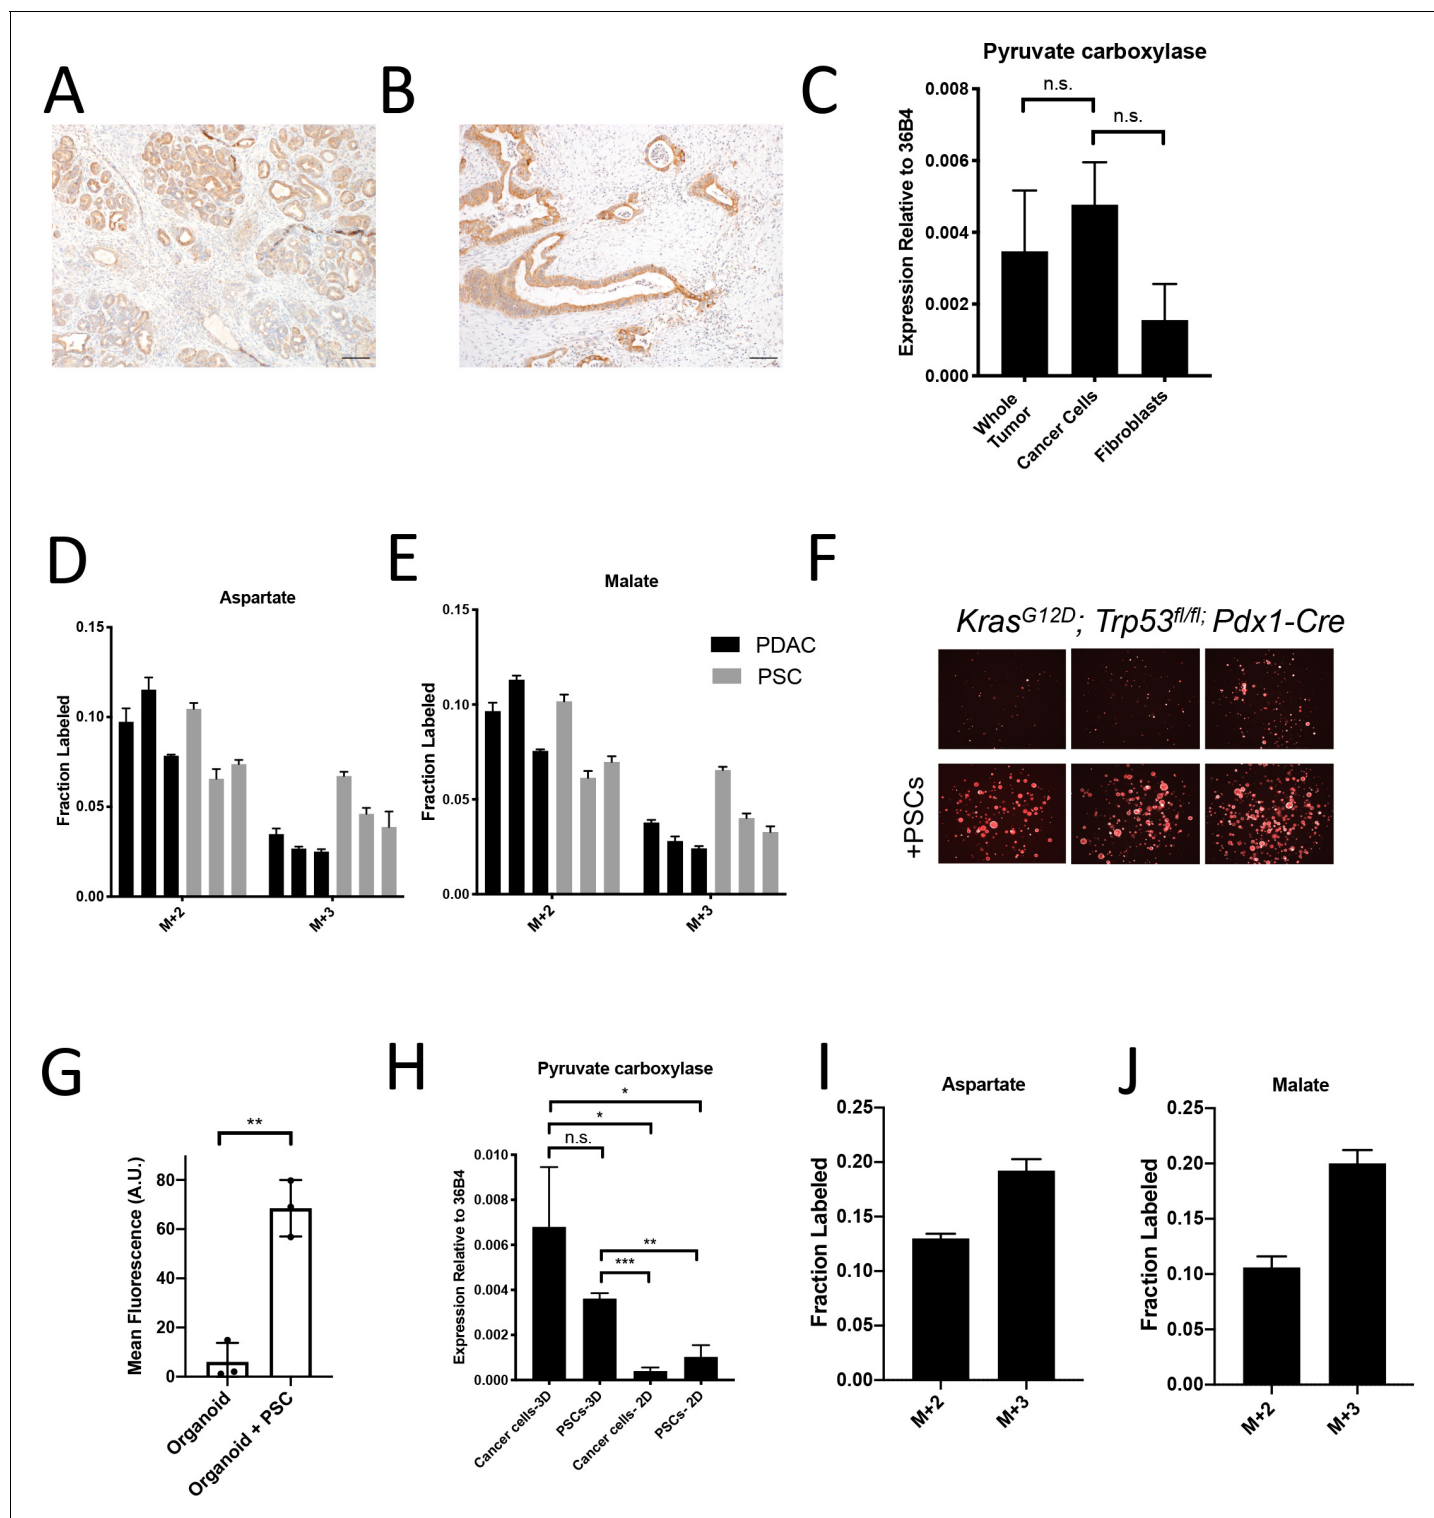 A
B
C
Pyruvate carboxylase
n.s.
n.s.
Expression Relative to 36B4
0.008
0.006
0.004
0.002
0.000
Whole
Tumor
Cancer Cells
Fibroblasts
D
Aspartate
Fraction Labeled
0.15
0.10
0.05
0.00
M+2
M+3
E
Malate
Fraction Labeled
0.15
0.10
0.05
0.00
M+2
M+3
PDAC
PSC
F
Kras^G12D; Trp53^fl/fl; Pdx1-Cre
+PSCs
G
**
Mean Fluorescence (A.U.)
80
60
40
20
0
Organoid
Organoid + PSC
H
Pyruvate carboxylase
*
*
n.s.
**
***
Expression Relative to 36B4
0.010
0.008
0.006
0.004
0.002
0.000
Cancer cells-3D
PSCs-3D
Cancer cells- 2D
PSCs- 2D
I
Aspartate
Fraction Labeled
0.25
0.20
0.15
0.10
0.05
0.00
M+2
M+3
J
Malate
Fraction Labeled
0.25
0.20
0.15
0.10
0.05
0.00
M+2
M+3